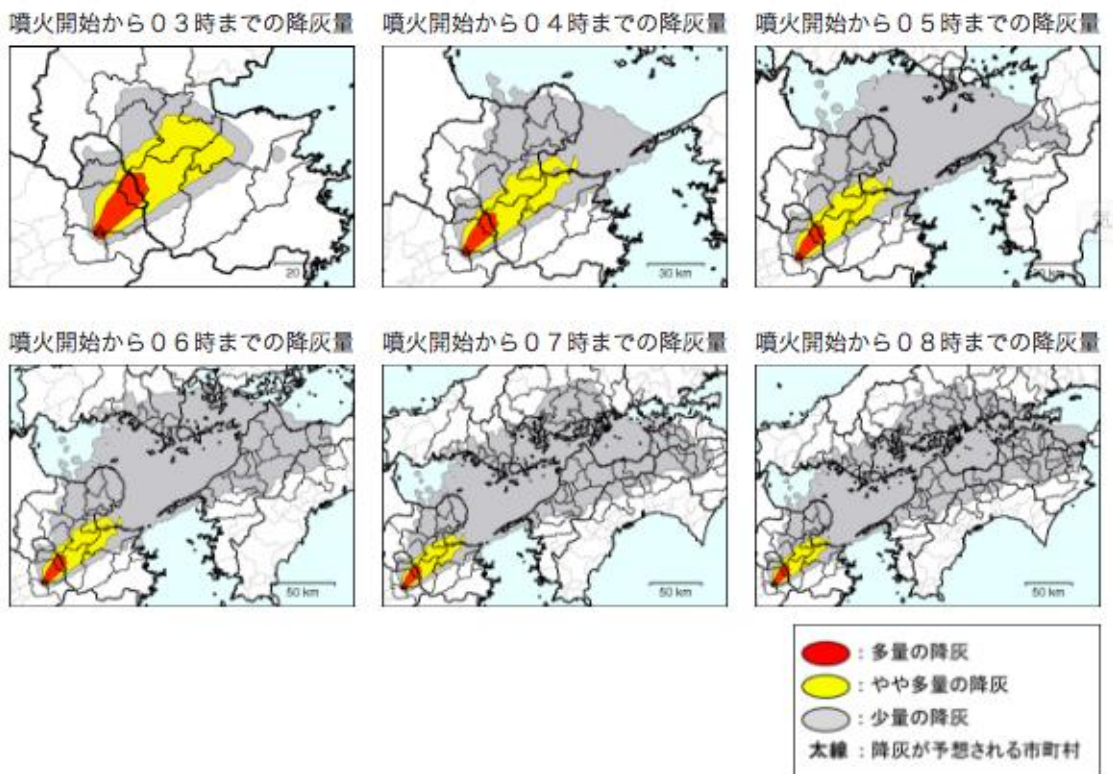 噴火開始から０３時までの降灰量
噴火開始から０４時までの降灰量
噴火開始から０５時までの降灰量
20
30 km
気
噴火開始から０６時までの降灰量
噴火開始から０７時までの降灰量
噴火開始から０８時までの降灰量
50 km
50 km
50 km
：多量の降灰
：やや多量の降灰
：少量の降灰
太線：降灰が予想される市町村